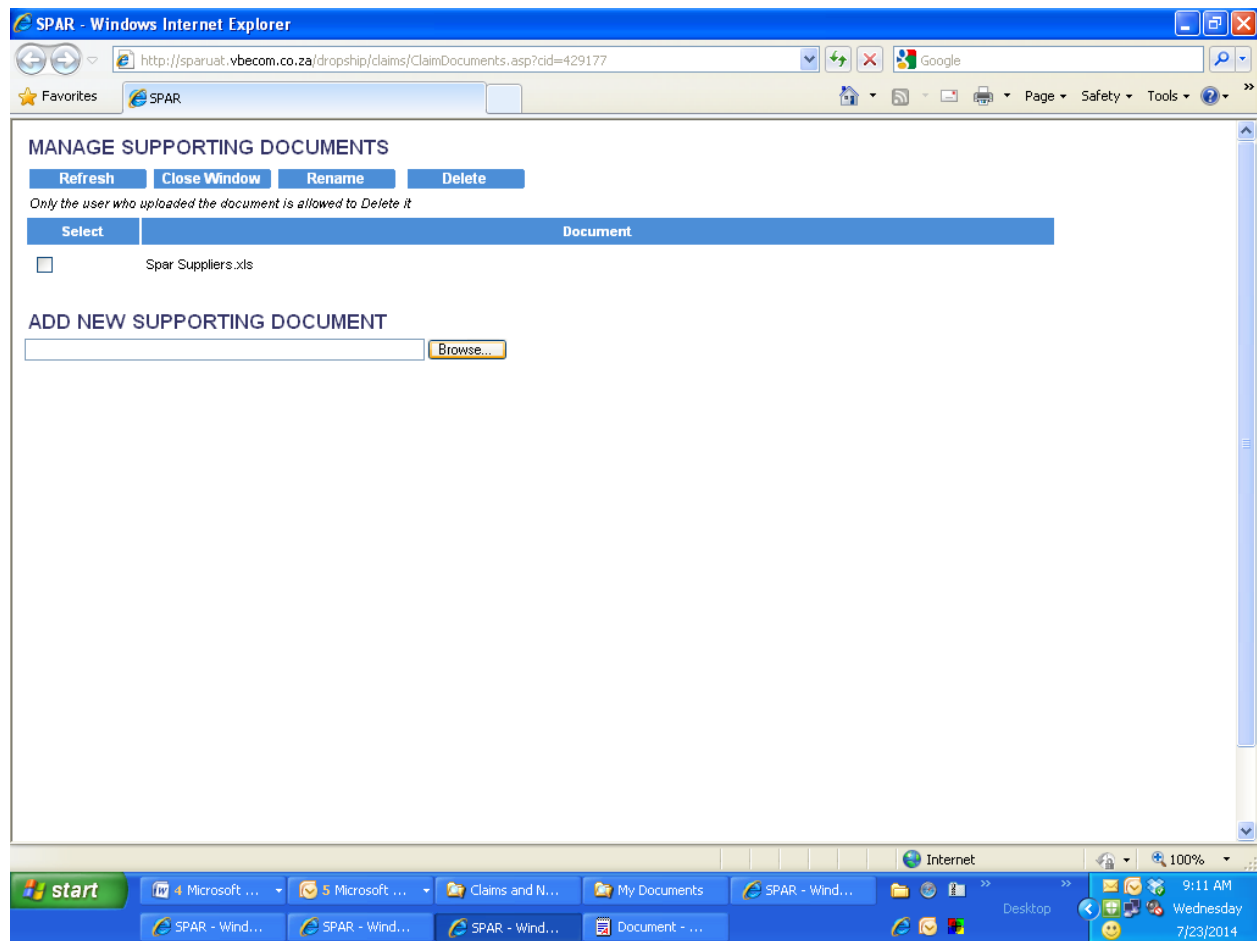 SPAR - Windows Internet Explorer
http://sparuat.vbecom.co.za/dropship/claims/ClaimDocuments.asp?cid=429177
Google
Favorites
SPAR
Page
Safety
Tools
»
MANAGE SUPPORTING DOCUMENTS
Refresh Close Window Rename Delete
Only the user who uploaded the document is allowed to Delete it
Select Document
Spar Suppliers.xls
ADD NEW SUPPORTING DOCUMENT
Browse...
Internet 100%
start 4 Microsoft ... 5 Microsoft ... Claims and N... My Documents SPAR - Wind... » » 9:11 AM
Desktop Wednesday
SPAR - Wind... SPAR - Wind... SPAR - Wind... Document - ... 7/23/2014